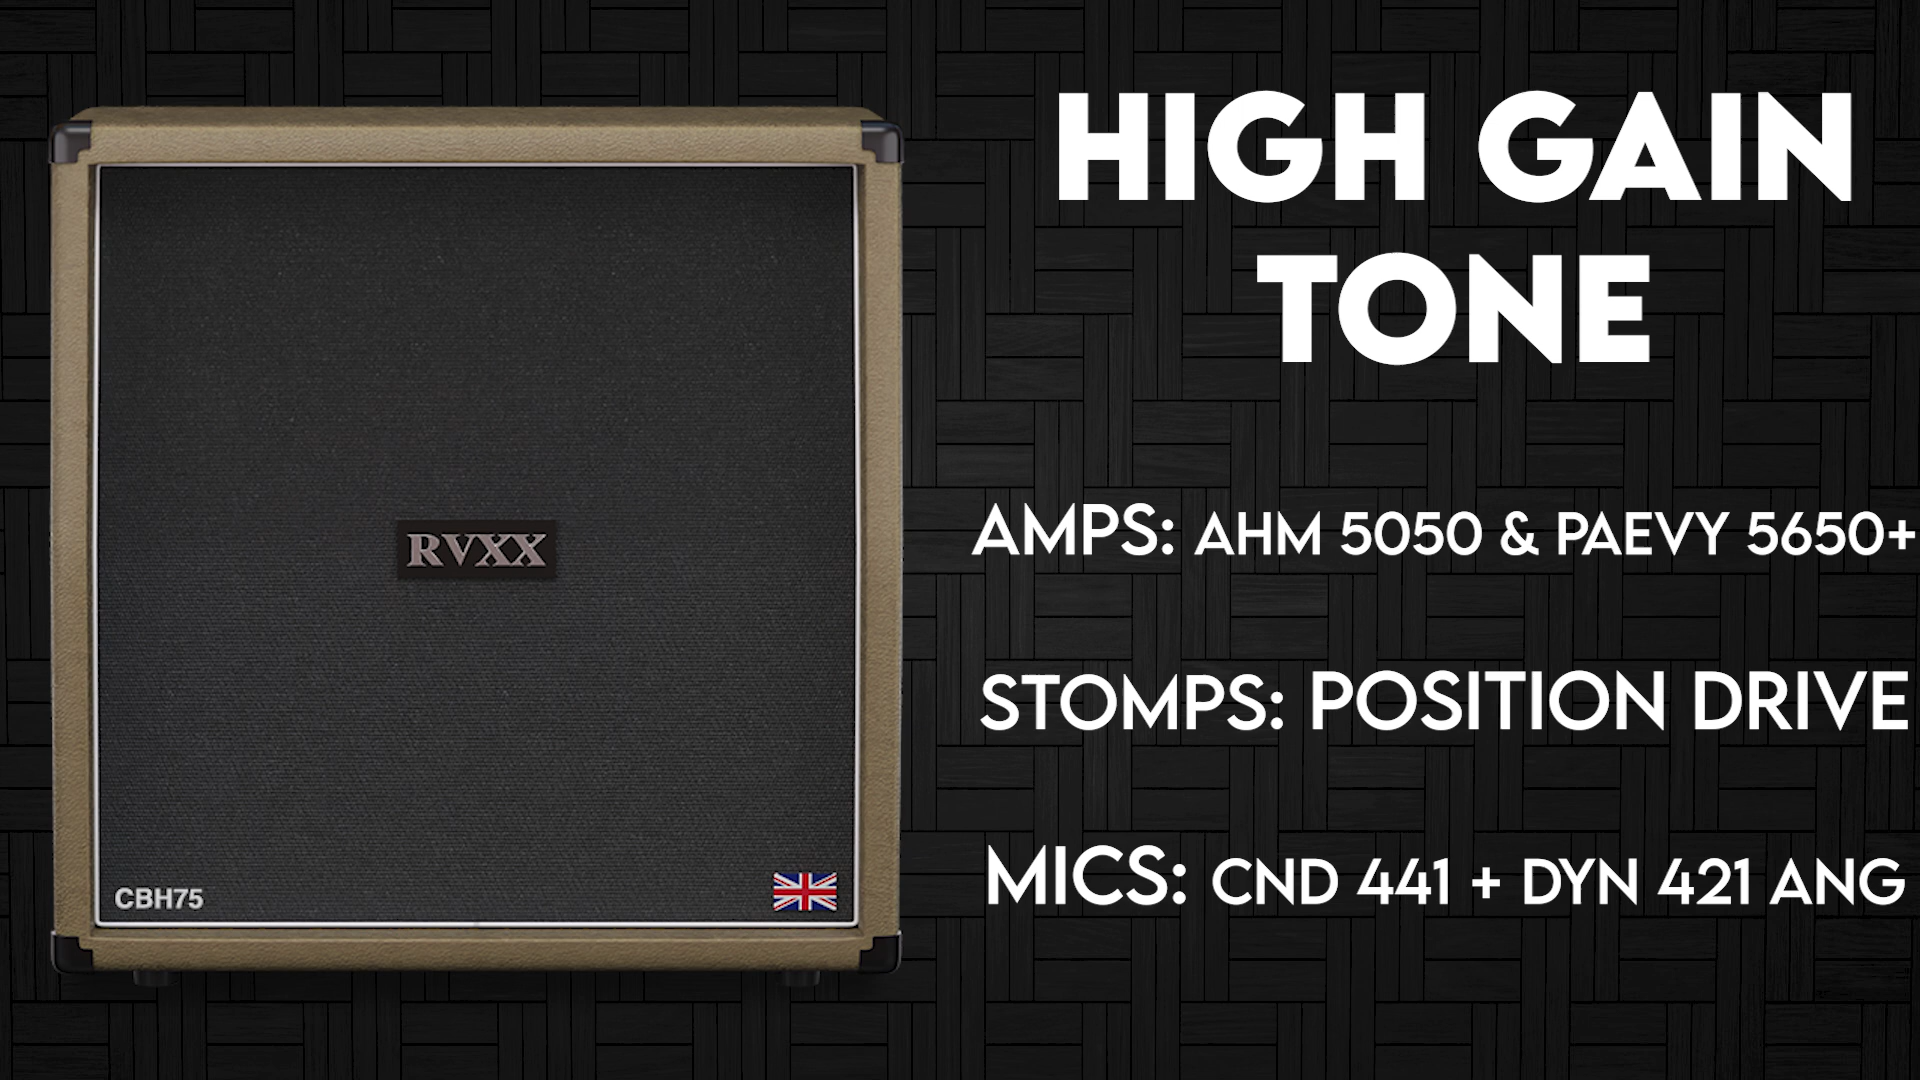 HIGH GAIN
TONE
AMPS: AHM 5050 & PAEVY 5650+
STOMPS: POSITION DRIVE
MICS: CND 441 + DYN 421 ANG
RVXX
CBH75